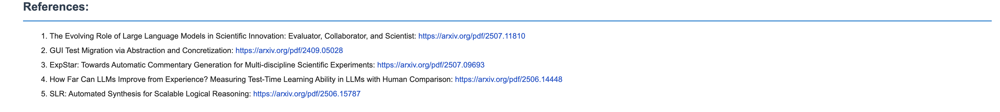 References:
1. The Evolving Role of Large Language Models in Scientific Innovation: Evaluator, Collaborator, and Scientist: https://arxiv.org/pdf/2507.11810
2. GUI Test Migration via Abstraction and Concretization: https://arxiv.org/pdf/2409.05028
3. ExpStar: Towards Automatic Commentary Generation for Multi-discipline Scientific Experiments: https://arxiv.org/pdf/2507.09693
4. How Far Can LLMs Improve from Experience? Measuring Test-Time Learning Ability in LLMs with Human Comparison: https://arxiv.org/pdf/2506.14448
5. SLR: Automated Synthesis for Scalable Logical Reasoning: https://arxiv.org/pdf/2506.15787